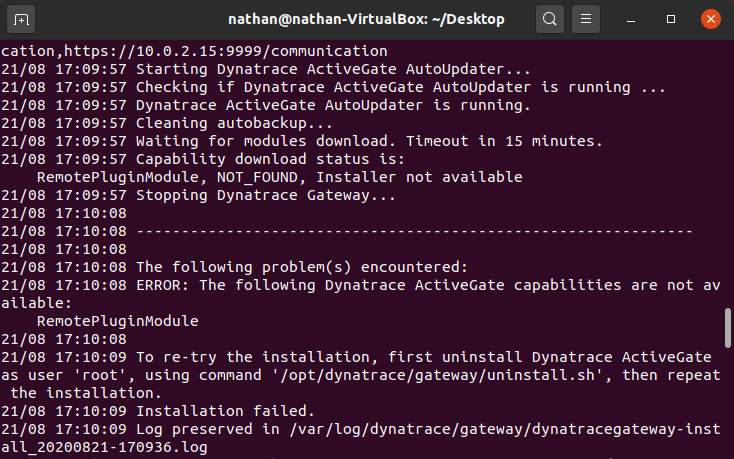 nathan@nathan-VirtualBox: ~/Desktop
cation,https://10.0.2.15:9999/communication
21/08 17:09:57 Starting Dynatrace ActiveGate AutoUpdater...
21/08 17:09:57 Checking if Dynatrace ActiveGate AutoUpdater is running ...
21/08 17:09:57 Dynatrace ActiveGate AutoUpdater is running.
21/08 17:09:57 Cleaning autobackup...
21/08 17:09:57 Waiting for modules download. Timeout in 15 minutes.
21/08 17:09:57 Capability download status is:
    RemotePluginModule, NOT_FOUND, Installer not available
21/08 17:09:57 Stopping Dynatrace Gateway...
21/08 17:10:08
21/08 17:10:08 --------------------------------------------------------------
21/08 17:10:08
21/08 17:10:08 The following problem(s) encountered:
21/08 17:10:08 ERROR: The following Dynatrace ActiveGate capabilities are not av
ailable:
    RemotePluginModule
21/08 17:10:08
21/08 17:10:09 To re-try the installation, first uninstall Dynatrace ActiveGate
as user 'root', using command '/opt/dynatrace/gateway/uninstall.sh', then repeat
 the installation.
21/08 17:10:09 Installation failed.
21/08 17:10:09 Log preserved in /var/log/dynatrace/gateway/dynatracegateway-inst
all_20200821-170936.log